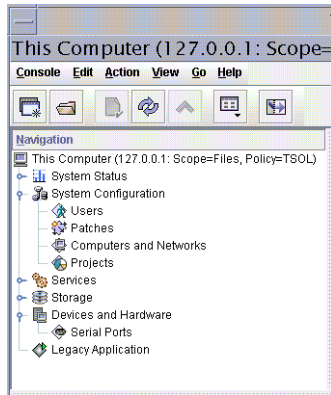 This Computer (127.0.0.1: Scope=
Console Edit Action View Go Help
Navigation
This Computer (127.0.0.1: Scope=Files, Policy=TSOL)
System Status
System Configuration
Users
Patches
Computers and Networks
Projects
Services
Storage
Devices and Hardware
Serial Ports
Legacy Application